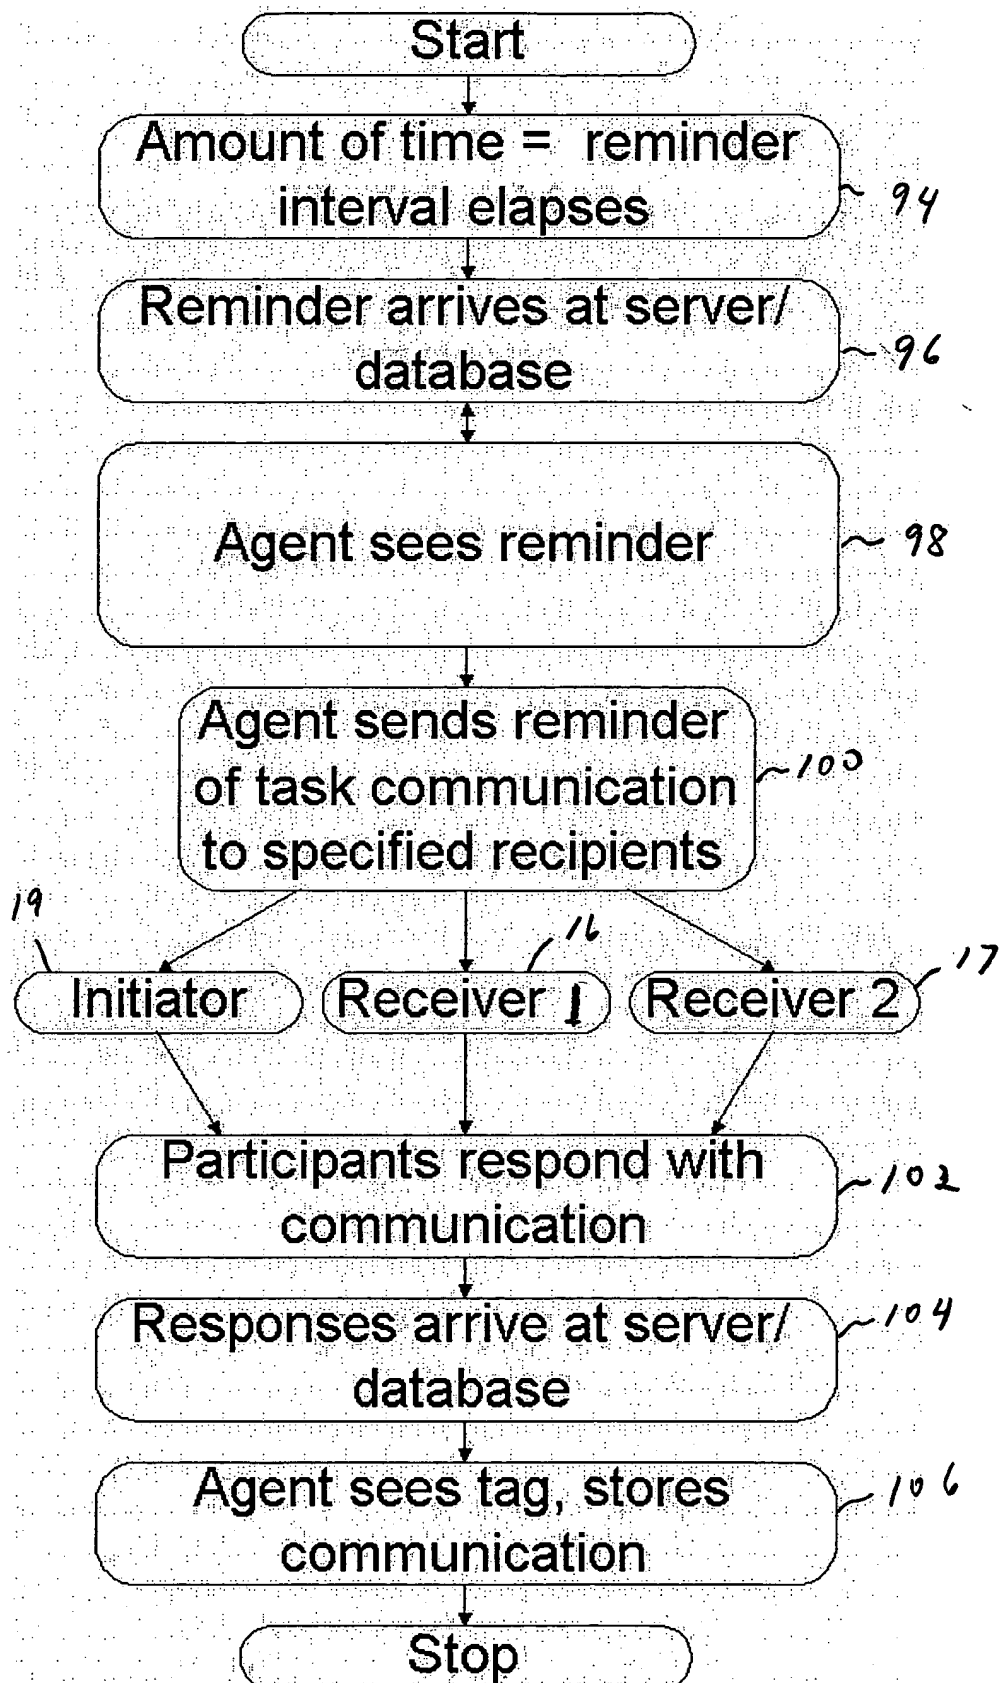 Start
Amount of time = reminder
interval elapses
94
Reminder arrives at server/
database
96
Agent sees reminder
98
Agent sends reminder
of task communication
to specified recipients
100
19
16
17
Initiator
Receiver 1
Receiver 2
Participants respond with
communication
102
Responses arrive at server/
database
104
Agent sees tag, stores
communication
106
Stop